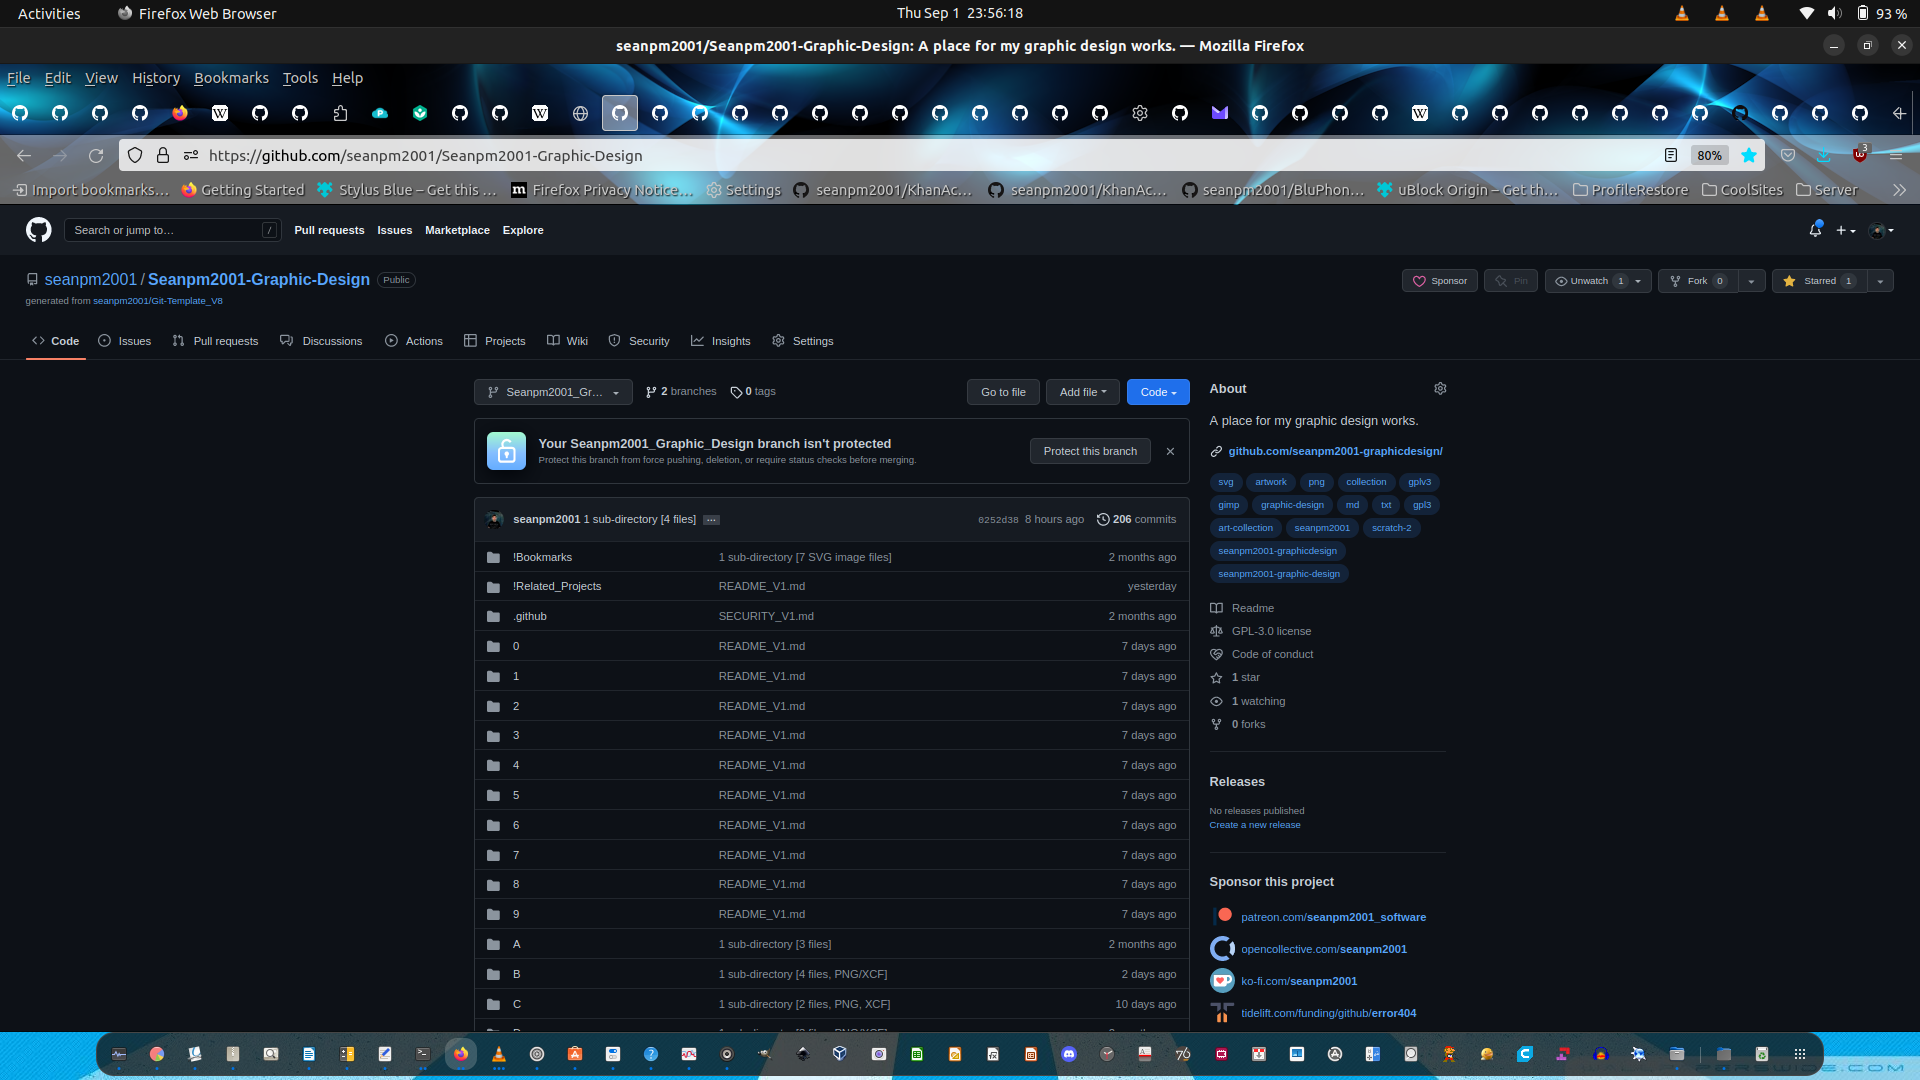 Activities Firefox Web Browser Thu Sep 1 23:56:18 93 %
seanpm2001/Seanpm2001-Graphic-Design: A place for my graphic design works. — Mozilla Firefox
File Edit View History Bookmarks Tools Help
https://github.com/seanpm2001/Seanpm2001-Graphic-Design 80% 3
Import bookmarks… Getting Started Stylus Blue – Get this … Firefox Privacy Notice… Settings seanpm2001/KhanAc… seanpm2001/KhanAc… seanpm2001/BluPhon… uBlock Origin – Get th… ProfileRestore CoolSites Server
Search or jump to… / Pull requests Issues Marketplace Explore
seanpm2001 / Seanpm2001-Graphic-Design Public Sponsor Pin Unwatch 1 Fork 0 Starred 1
generated from seanpm2001/Git-Template_V8
Code Issues Pull requests Discussions Actions Projects Wiki Security Insights Settings
Seanpm2001_Gr… 2 branches 0 tags Go to file Add file Code
Your Seanpm2001_Graphic_Design branch isn't protected
Protect this branch from force pushing, deletion, or require status checks before merging.
Protect this branch
seanpm2001 1 sub-directory [4 files] … 0252d38 8 hours ago 206 commits
!Bookmarks 1 sub-directory [7 SVG image files] 2 months ago
!Related_Projects README_V1.md yesterday
.github SECURITY_V1.md 2 months ago
0 README_V1.md 7 days ago
1 README_V1.md 7 days ago
2 README_V1.md 7 days ago
3 README_V1.md 7 days ago
4 README_V1.md 7 days ago
5 README_V1.md 7 days ago
6 README_V1.md 7 days ago
7 README_V1.md 7 days ago
8 README_V1.md 7 days ago
9 README_V1.md 7 days ago
A 1 sub-directory [3 files] 2 months ago
B 1 sub-directory [4 files, PNG/XCF] 2 days ago
C 1 sub-directory [2 files, PNG, XCF] 10 days ago
About
A place for my graphic design works.
github.com/seanpm2001-graphicdesign/
svg artwork png collection gplv3
gimp graphic-design md txt gpl3
art-collection seanpm2001 scratch-2
seanpm2001-graphicdesign
seanpm2001-graphic-design
Readme
GPL-3.0 license
Code of conduct
1 star
1 watching
0 forks
Releases
No releases published
Create a new release
Sponsor this project
patreon.com/seanpm2001_software
opencollective.com/seanpm2001
ko-fi.com/seanpm2001
tidelift.com/funding/github/error404